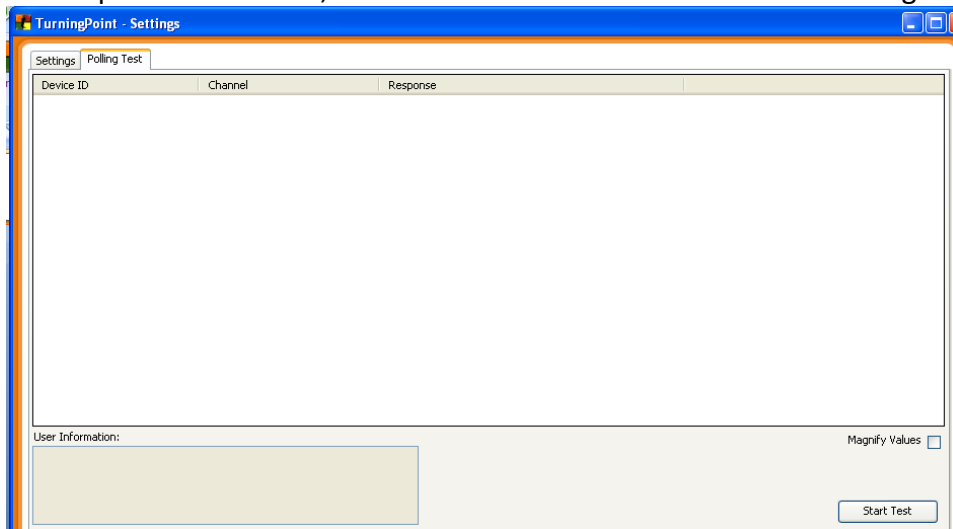 TurningPoint - Settings
Settings Polling Test
Device ID Channel Response
User Information:
Magnify Values
Start Test